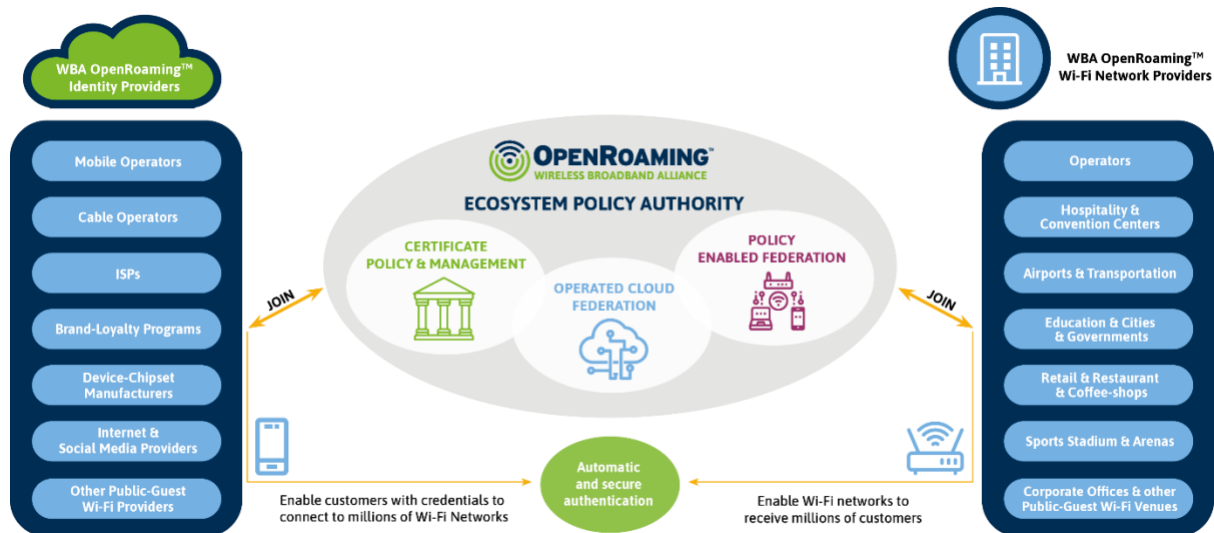 WBA OpenRoaming™
Identity Providers
Mobile Operators
Cable Operators
ISPs
Brand-Loyalty Programs
Device-Chipset
Manufacturers
Internet &
Social Media Providers
Other Public-Guest
Wi-Fi Providers
JOIN
OPENROAMING™
WIRELESS BROADBAND ALLIANCE
ECOSYSTEM POLICY AUTHORITY
CERTIFICATE
POLICY & MANAGEMENT
OPERATED CLOUD
FEDERATION
POLICY
ENABLED FEDERATION
JOIN
Enable customers with credentials to
connect to millions of Wi-Fi Networks
Automatic
and secure
authentication
Enable Wi-Fi networks to
receive millions of customers
WBA OpenRoaming™
Wi-Fi Network Providers
Operators
Hospitality &
Convention Centers
Airports & Transportation
Education & Cities
& Governments
Retail & Restaurant
& Coffee-shops
Sports Stadium & Arenas
Corporate Offices & other
Public-Guest Wi-Fi Venues